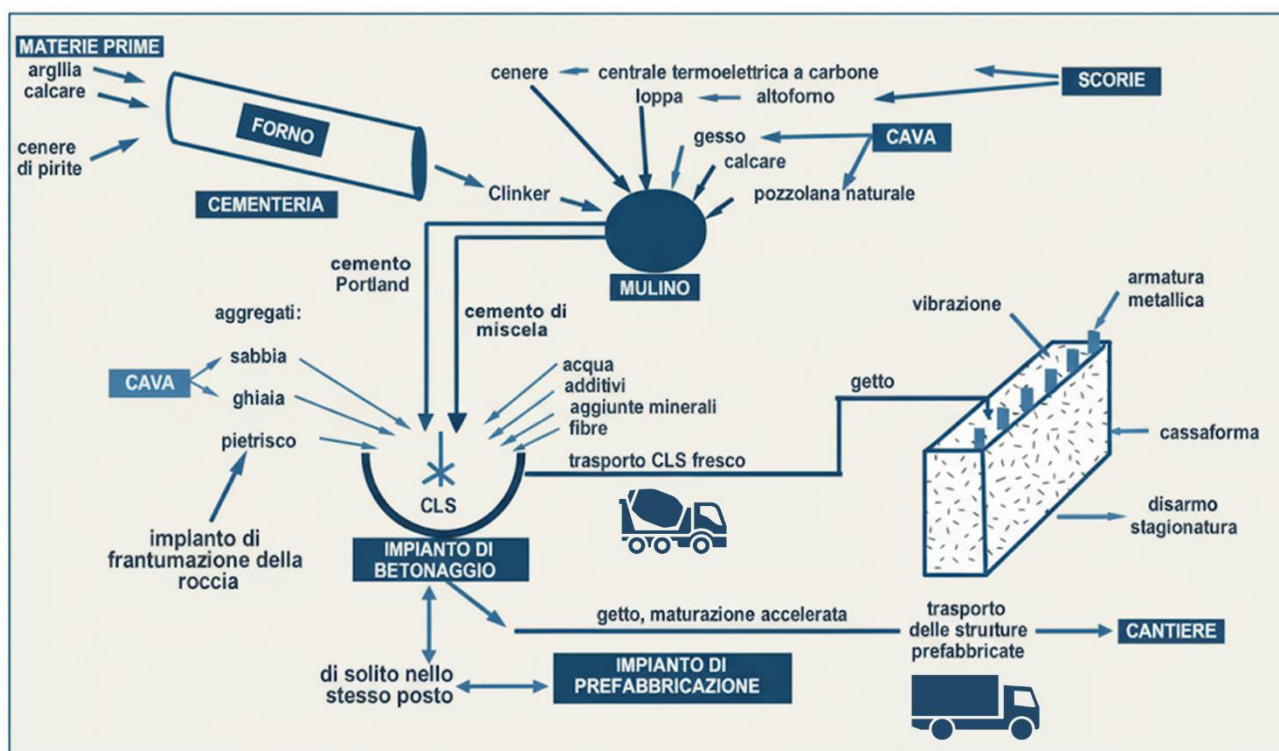 MATERIE PRIME
argllia
calcare
cenere
di pirite
FORNO
CEMENTERIA
Clinker
cenere
centrale termoelettrica a carbone
loppa
altoforno
SCORIE
gesso
CAVA
calcare
pozzolana naturale
MULINO
cemento
Portland
cemento di
miscela
aggregati:
CAVA
sabbia
ghiaia
pietrisco
impianto di
frantumazione della
roccia
acqua
additivi
aggiunte minerali
fibre
CLS
IMPIANTO DI
BETONAGGIO
trasporto CLS fresco
getto
vibrazione
armatura
metallica
cassaforma
disarmo
stagionatura
getto, maturazione accelerata
trasporto
delle struiture
prefabbricate
CANTIERE
di solito nello
stesso posto
IMPIANTO DI
PREFABBRICAZIONE